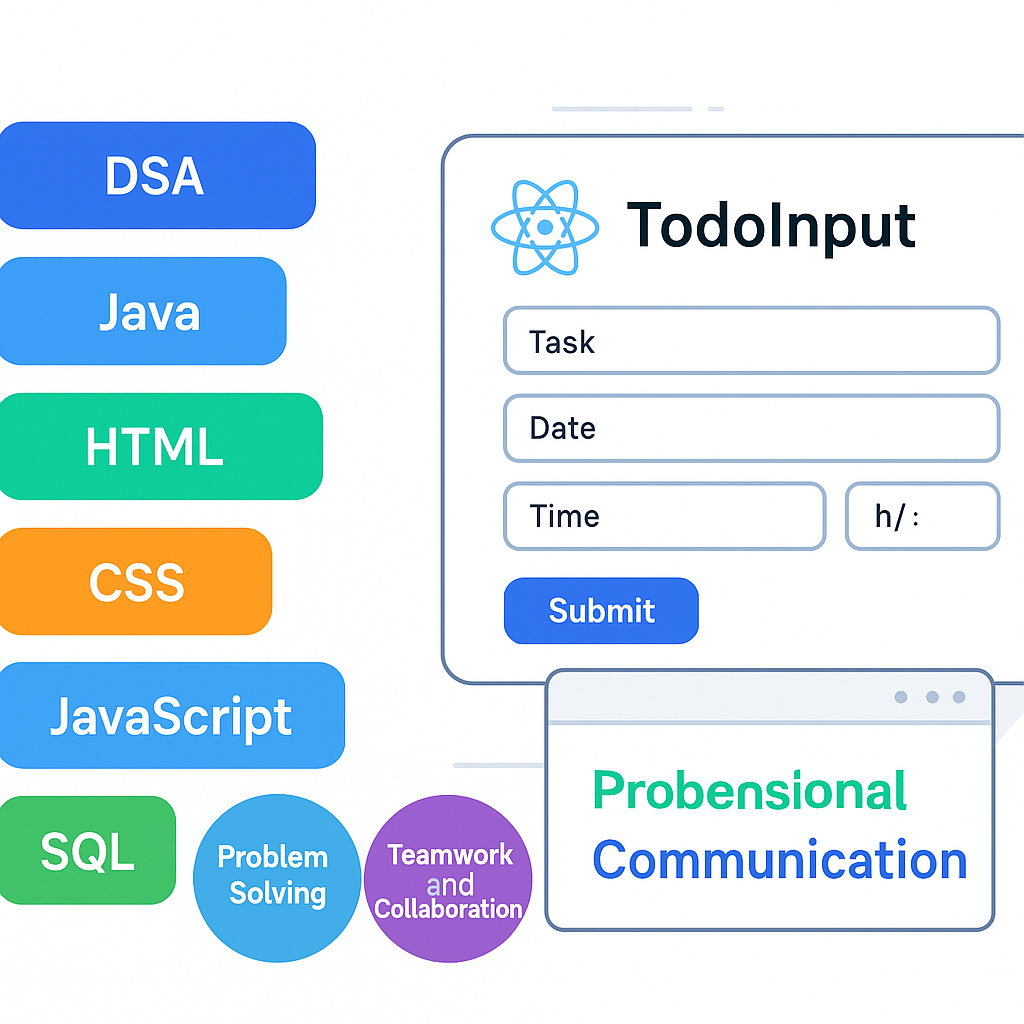 DSA
Java
HTML
CSS
JavaScript
SQL
Problem
Solving
Teamwork
and
Collaboration
TodoInput
Task
Date
Time
h/ :
Submit
Probensional
Communication